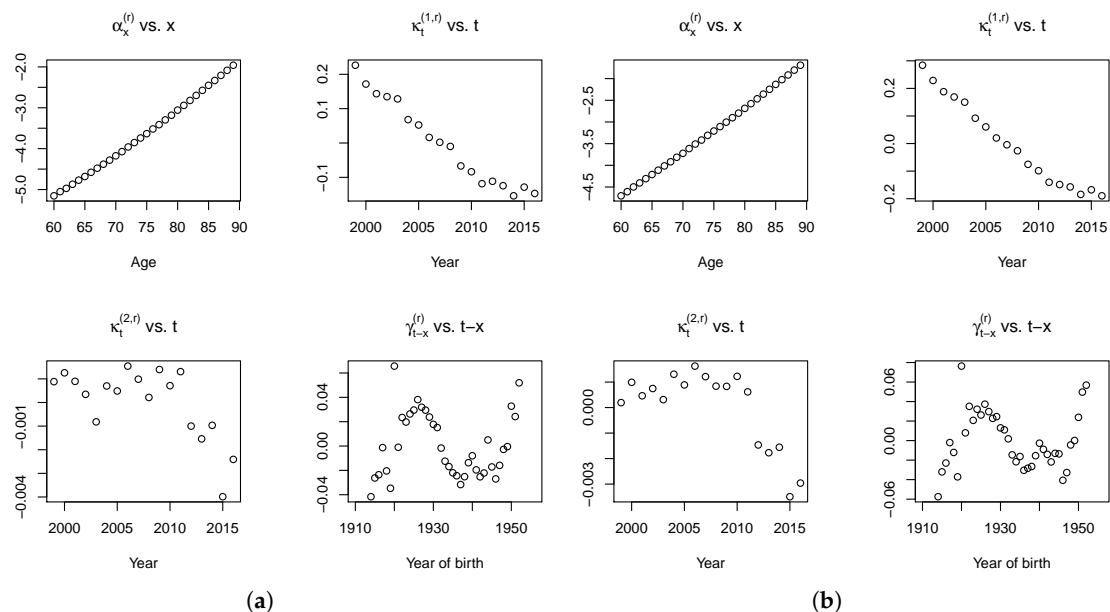 α_x^(r) vs. x
−5.0 −4.0 −3.0 −2.0
60 65 70 75 80 85 90
Age
κ_t^(1,r) vs. t
−0.1 0.1 0.2
2000 2005 2010 2015
Year
α_x^(r) vs. x
−4.5 −3.5 −2.5
60 65 70 75 80 85 90
Age
κ_t^(1,r) vs. t
−0.2 0.0 0.2
2000 2005 2010 2015
Year
κ_t^(2,r) vs. t
−0.004 −0.001
2000 2005 2010 2015
Year
γ_t−x^(r) vs. t−x
−0.04 0.00 0.04
1910 1930 1950
Year of birth
κ_t^(2,r) vs. t
−0.003 0.000
2000 2005 2010 2015
Year
γ_t−x^(r) vs. t−x
−0.06 0.00 0.06
1910 1930 1950
Year of birth
(a)
(b)